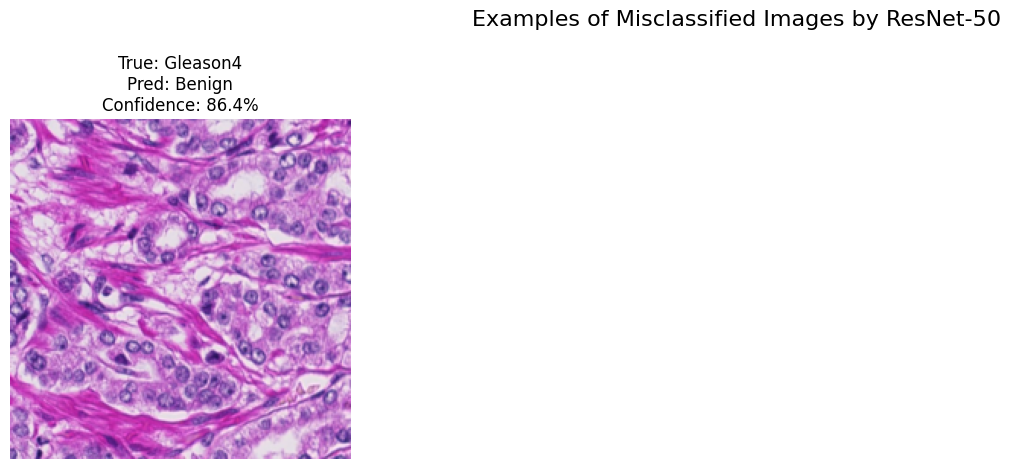 Examples of Misclassified Images by ResNet-50
True: Gleason4
Pred: Benign
Confidence: 86.4%